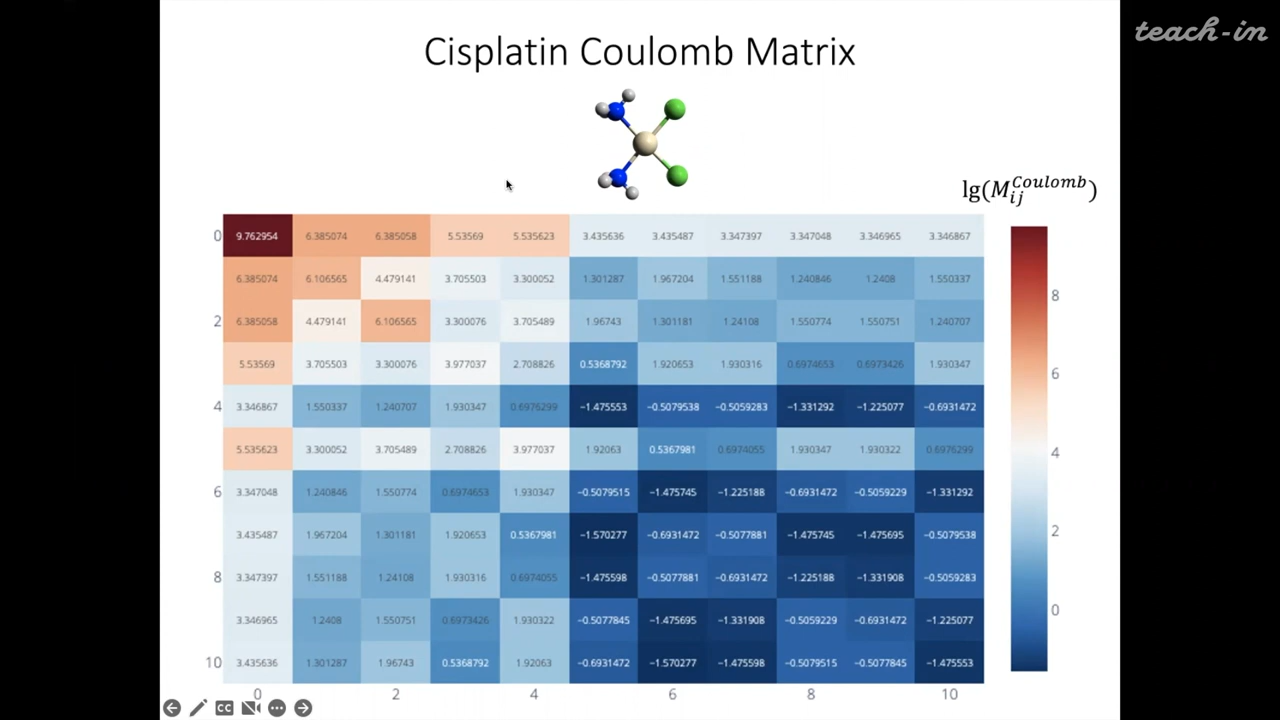 teach-in
Cisplatin Coulomb Matrix
lg(M_{ij}^{Coulomb})
0 9.762954 6.385074 6.385058 5.53569 5.535623 3.435636 3.435487 3.347397 3.347048 3.346965 3.346867
6.385074 6.106565 4.479141 3.705503 3.300052 1.301287 1.967204 1.551188 1.240846 1.2408 1.550337
2 6.385058 4.479141 6.106565 3.300076 3.705489 1.96743 1.301181 1.24108 1.550774 1.550751 1.240707
5.53569 3.705503 3.300076 3.977037 2.708826 0.5368792 1.920653 1.930316 0.6974653 0.6973426 1.930347
4 3.346867 1.550337 1.240707 1.930347 0.6976299 −1.475553 −0.5079538 −0.5059283 −1.331292 −1.225077 −0.6931472
5.535623 3.300052 3.705489 2.708826 3.977037 1.92063 0.5367981 0.6974055 1.930347 1.930322 0.6976299
6 3.347048 1.240846 1.550774 0.6974653 1.930347 −0.5079515 −1.475745 −1.225188 −0.6931472 −0.5059229 −1.331292
3.435487 1.967204 1.301181 1.920653 0.5367981 −1.570277 −0.6931472 −0.5077881 −1.475745 −1.475695 −0.5079538
8 3.347397 1.551188 1.24108 1.930316 0.6974055 −1.475598 −0.5077881 −0.6931472 −1.225188 −1.331908 −0.5059283
3.346965 1.2408 1.550751 0.6973426 1.930322 −0.5077845 −1.475695 −1.331908 −0.5059229 −0.6931472 −1.225077
10 3.435636 1.301287 1.96743 0.5368792 1.92063 −0.6931472 −1.570277 −1.475598 −0.5079515 −0.5077845 −1.475553
0 2 4 6 8 10
8
6
4
2
0
CC